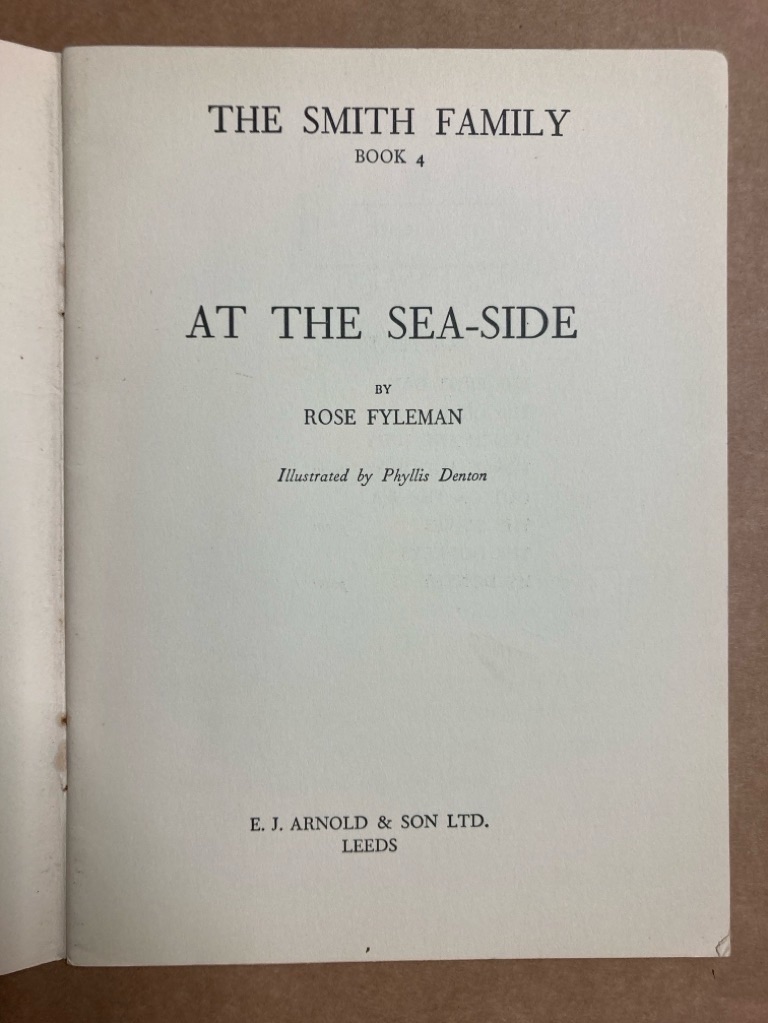 THE SMITH FAMILY
BOOK 4
AT THE SEA-SIDE
BY
ROSE FYLEMAN
Illustrated by Phyllis Denton
E. J. ARNOLD & SON LTD.
LEEDS